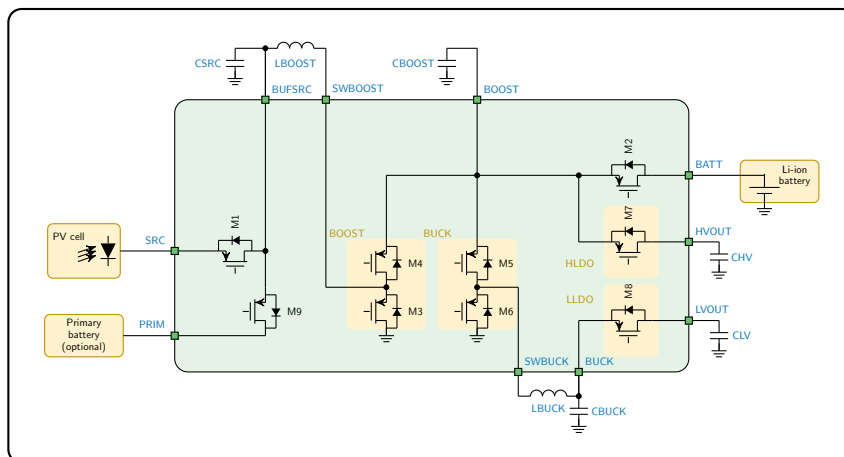 CSRC
LBOOST
CBOOST
BUFSRC
SWBOOST
BOOST
M2
BATT
Li-ion
battery
PV cell
SRC
M1
BOOST
BUCK
M7
HVOUT
CHV
M4
M5
HLDO
LLDO
M8
M9
M3
M6
LVOUT
CLV
Primary
battery
(optional)
PRIM
SWBUCK
BUCK
LBUCK
CBUCK